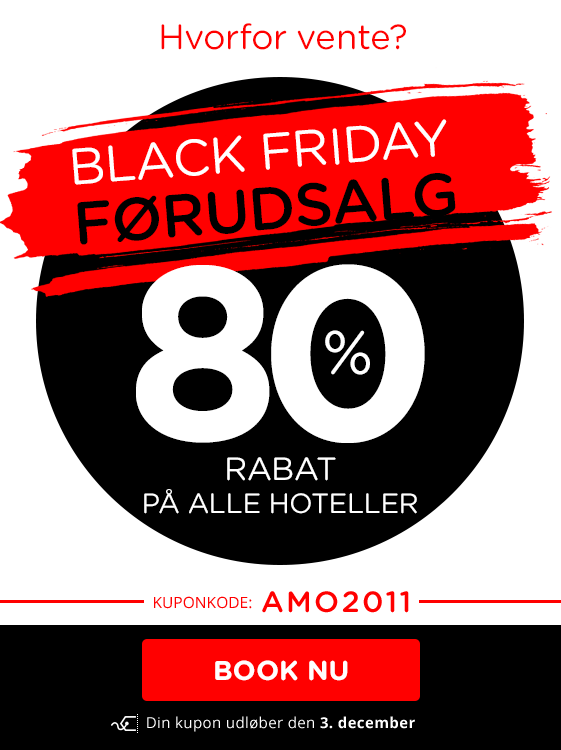 Hvorfor vente?
BLACK FRIDAY
FØRUDSALG
80%
RABAT
PÅ ALLE HOTELLER
KUPONKODE: AMO2011
BOOK NU
Din kupon udløber den 3. december